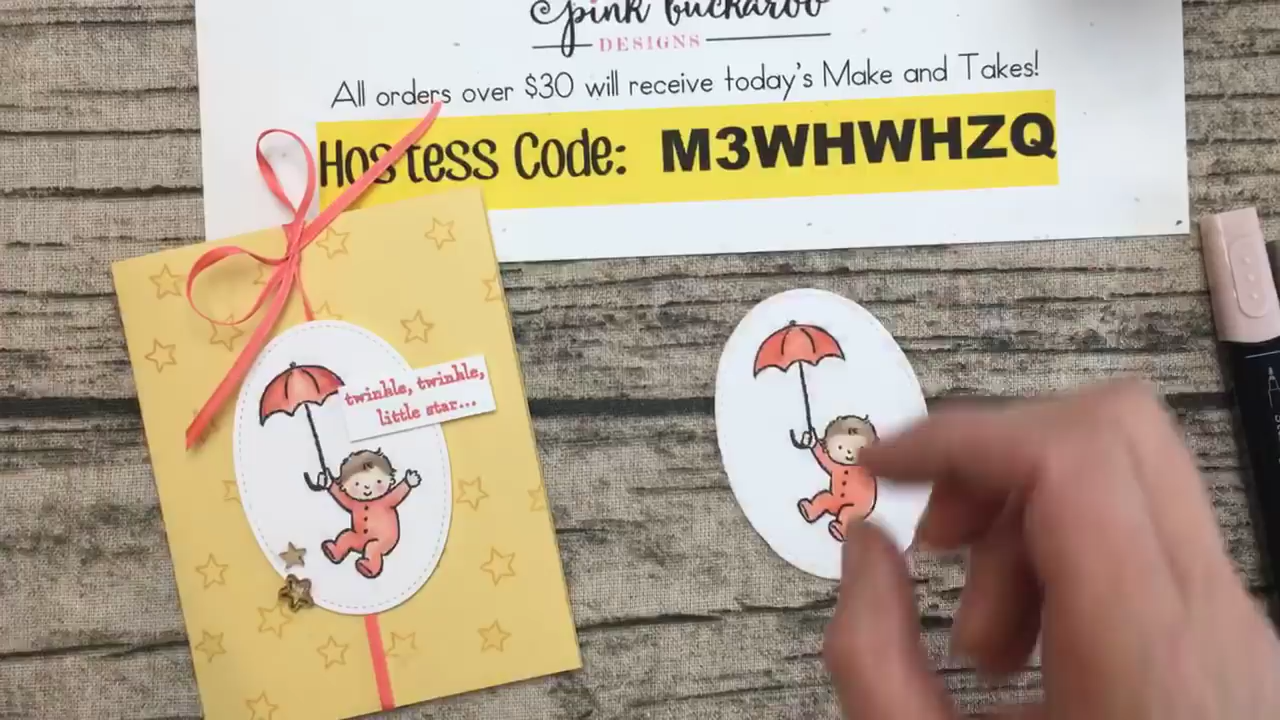 pink buckaroo
DESIGNS
All orders over $30 will receive today's Make and Takes!
Hostess Code: M3WHWHZQ
twinkle, twinkle,
little star...